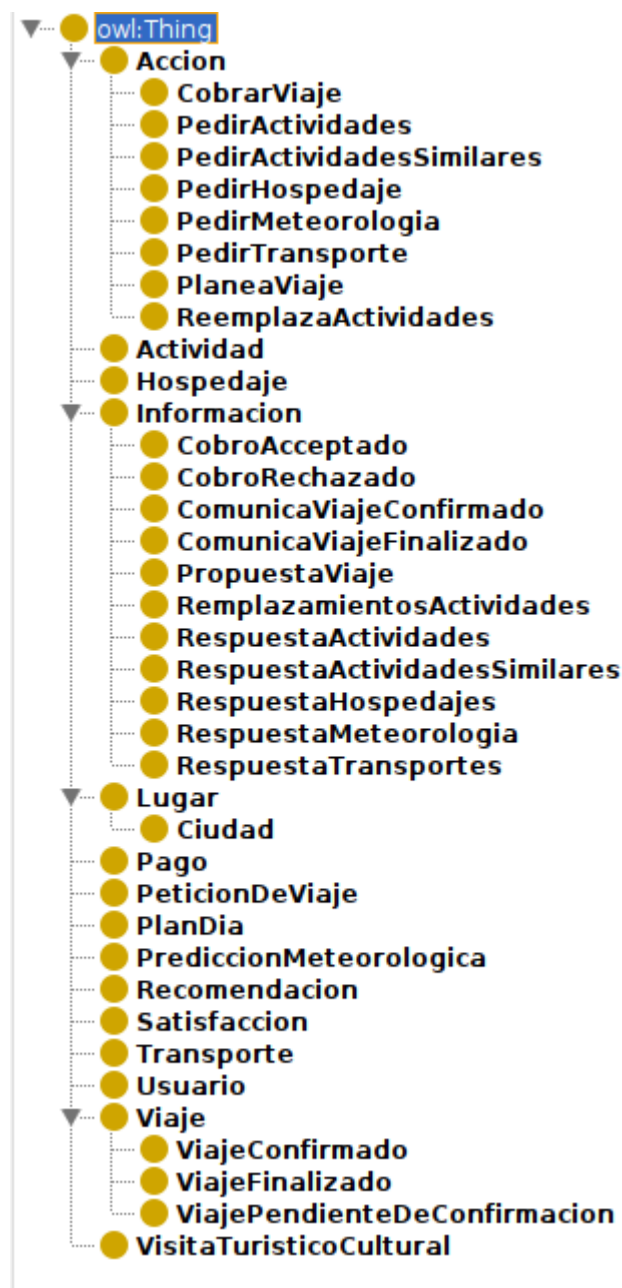 owl:Thing
Accion
CobrarViaje
PedirActividades
PedirActividadesSimilares
PedirHospedaje
PedirMeteorologia
PedirTransporte
PlaneaViaje
ReemplazaActividades
Actividad
Hospedaje
Informacion
CobroAcceptado
CobroRechazado
ComunicaViajeConfirmado
ComunicaViajeFinalizado
PropuestaViaje
RemplazamientosActividades
RespuestaActividades
RespuestaActividadesSimilares
RespuestaHospedajes
RespuestaMeteorologia
RespuestaTransportes
Lugar
Ciudad
Pago
PeticionDeViaje
PlanDia
PrediccionMeteorologica
Recomendacion
Satisfaccion
Transporte
Usuario
Viaje
ViajeConfirmado
ViajeFinalizado
ViajePendienteDeConfirmacion
VisitaTuristicoCultural